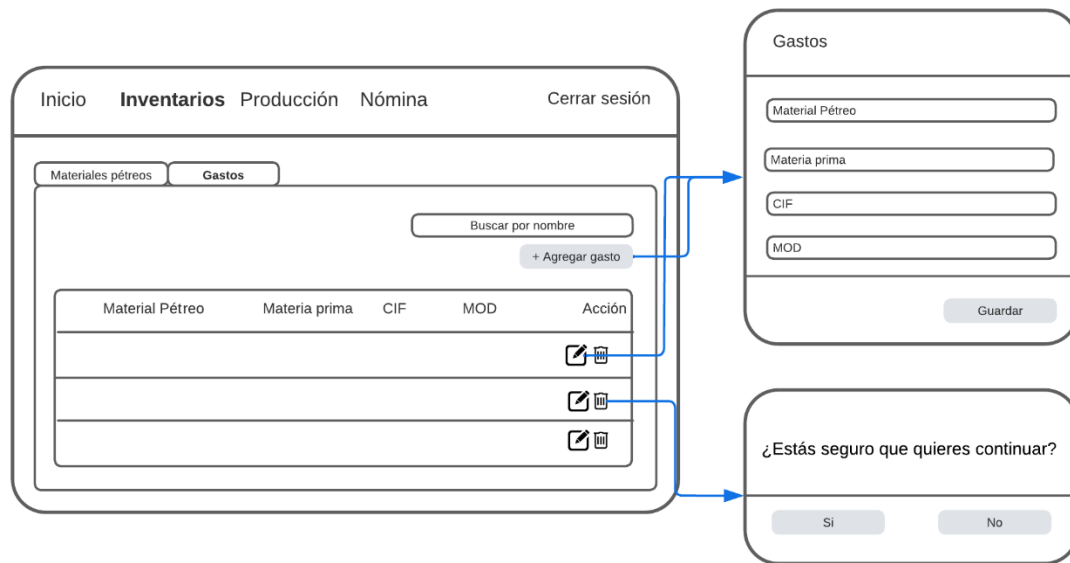 Inicio Inventarios Producción Nómina Cerrar sesión
Materiales pétreos Gastos
Buscar por nombre
+ Agregar gasto
Material Pétreo Materia prima CIF MOD Acción
Gastos
Material Pétreo
Materia prima
CIF
MOD
Guardar
¿Estás seguro que quieres continuar?
Si No